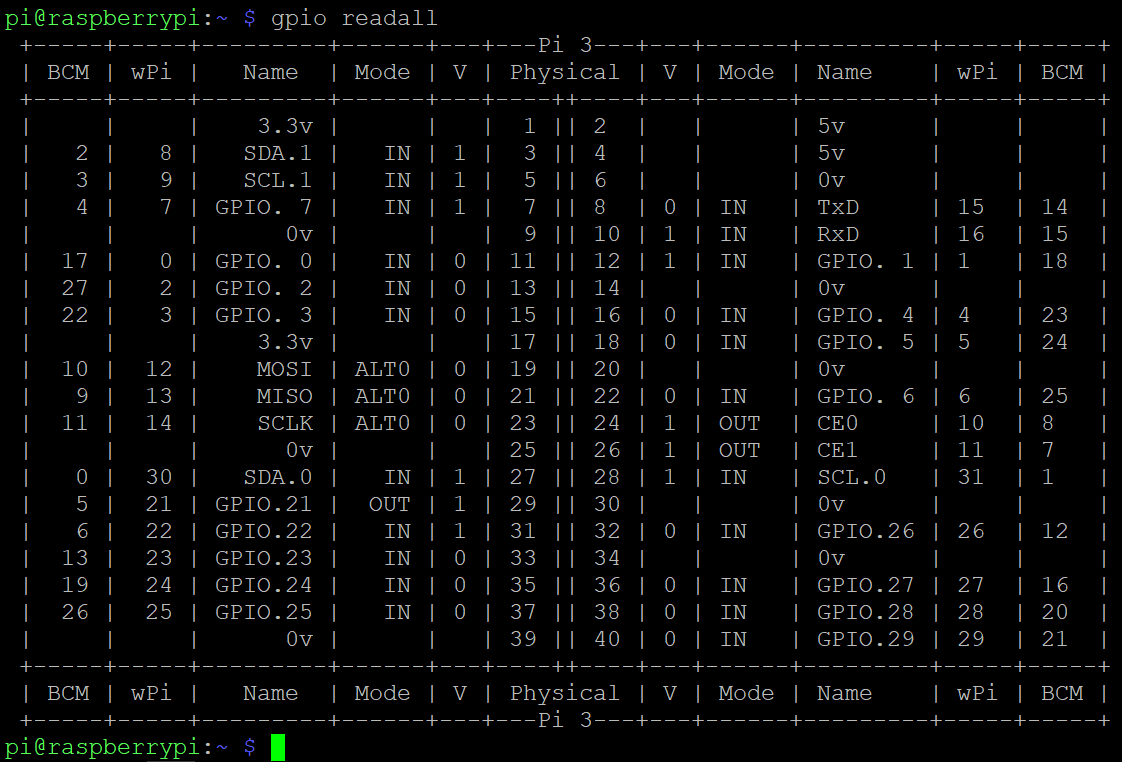 pi@raspberrypi:~ $ gpio readall
 +-----+-----+---------+------+---+---Pi 3---+---+------+---------+-----+-----+
 | BCM | wPi |   Name  | Mode | V | Physical | V | Mode | Name    | wPi | BCM |
 +-----+-----+---------+------+---+----++----+---+------+---------+-----+-----+
 |     |     |    3.3v |      |   |  1 || 2  |   |      | 5v      |     |     |
 |   2 |   8 |   SDA.1 |   IN | 1 |  3 || 4  |   |      | 5v      |     |     |
 |   3 |   9 |   SCL.1 |   IN | 1 |  5 || 6  |   |      | 0v      |     |     |
 |   4 |   7 | GPIO. 7 |   IN | 1 |  7 || 8  | 0 | IN   | TxD     | 15  | 14  |
 |     |     |      0v |      |   |  9 || 10 | 1 | IN   | RxD     | 16  | 15  |
 |  17 |   0 | GPIO. 0 |   IN | 0 | 11 || 12 | 1 | IN   | GPIO. 1 | 1   | 18  |
 |  27 |   2 | GPIO. 2 |   IN | 0 | 13 || 14 |   |      | 0v      |     |     |
 |  22 |   3 | GPIO. 3 |   IN | 0 | 15 || 16 | 0 | IN   | GPIO. 4 | 4   | 23  |
 |     |     |    3.3v |      |   | 17 || 18 | 0 | IN   | GPIO. 5 | 5   | 24  |
 |  10 |  12 |    MOSI | ALT0 | 0 | 19 || 20 |   |      | 0v      |     |     |
 |   9 |  13 |    MISO | ALT0 | 0 | 21 || 22 | 0 | IN   | GPIO. 6 | 6   | 25  |
 |  11 |  14 |    SCLK | ALT0 | 0 | 23 || 24 | 1 | OUT  | CE0     | 10  | 8   |
 |     |     |      0v |      |   | 25 || 26 | 1 | OUT  | CE1     | 11  | 7   |
 |   0 |  30 |   SDA.0 |   IN | 1 | 27 || 28 | 1 | IN   | SCL.0   | 31  | 1   |
 |   5 |  21 | GPIO.21 |  OUT | 1 | 29 || 30 |   |      | 0v      |     |     |
 |   6 |  22 | GPIO.22 |   IN | 1 | 31 || 32 | 0 | IN   | GPIO.26 | 26  | 12  |
 |  13 |  23 | GPIO.23 |   IN | 0 | 33 || 34 |   |      | 0v      |     |     |
 |  19 |  24 | GPIO.24 |   IN | 0 | 35 || 36 | 0 | IN   | GPIO.27 | 27  | 16  |
 |  26 |  25 | GPIO.25 |   IN | 0 | 37 || 38 | 0 | IN   | GPIO.28 | 28  | 20  |
 |     |     |      0v |      |   | 39 || 40 | 0 | IN   | GPIO.29 | 29  | 21  |
 +-----+-----+---------+------+---+----++----+---+------+---------+-----+-----+
 | BCM | wPi |   Name  | Mode | V | Physical | V | Mode | Name    | wPi | BCM |
 +-----+-----+---------+------+---+---Pi 3---+---+------+---------+-----+-----+
pi@raspberrypi:~ $